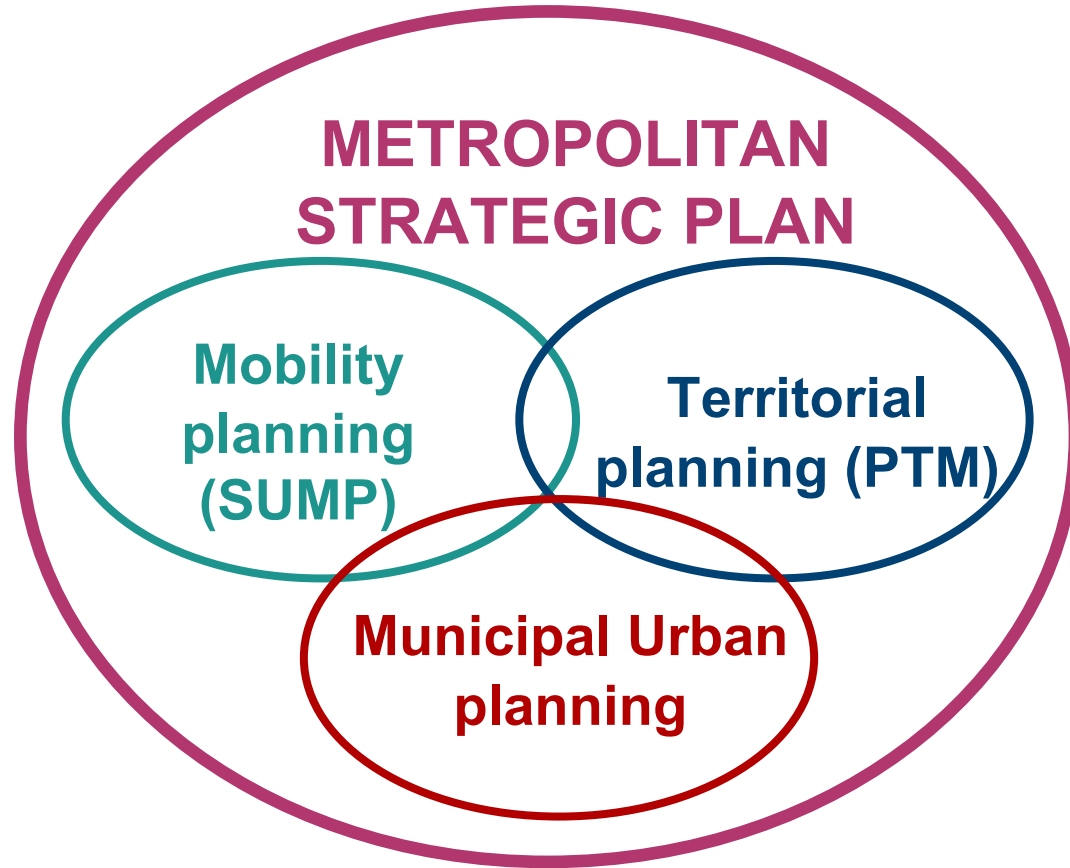 METROPOLITAN
STRATEGIC PLAN
Mobility
planning
(SUMP)
Territorial
planning (PTM)
Municipal Urban
planning